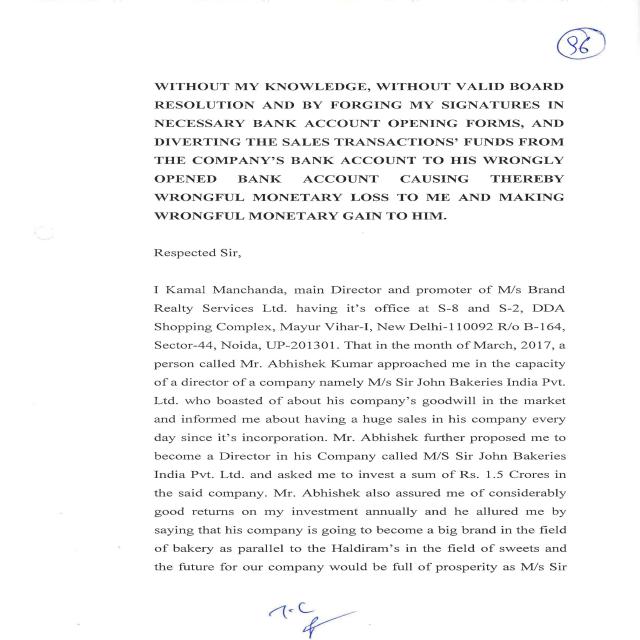 96
WITHOUT MY KNOWLEDGE, WITHOUT VALID BOARD
RESOLUTION AND BY FORGING MY SIGNATURES IN
NECESSARY BANK ACCOUNT OPENING FORMS, AND
DIVERTING THE SALES TRANSACTIONS' FUNDS FROM
THE COMPANY'S BANK ACCOUNT TO HIS WRONGLY
OPENED BANK ACCOUNT CAUSING THEREBY
WRONGFUL MONETARY LOSS TO ME AND MAKING
WRONGFUL MONETARY GAIN TO HIM.
Respected Sir,
I Kamal Manchanda, main Director and promoter of M/s Brand
Realty Services Ltd. having it's office at S-8 and S-2, DDA
Shopping Complex, Mayur Vihar-I, New Delhi-110092 R/o B-164,
Sector-44, Noida, UP-201301. That in the month of March, 2017, a
person called Mr. Abhishek Kumar approached me in the capacity
of a director of a company namely M/s Sir John Bakeries India Pvt.
Ltd. who boasted of about his company's goodwill in the market
and informed me about having a huge sales in his company every
day since it's incorporation. Mr. Abhishek further proposed me to
become a Director in his Company called M/S Sir John Bakeries
India Pvt. Ltd. and asked me to invest a sum of Rs. 1.5 Crores in
the said company. Mr. Abhishek also assured me of considerably
good returns on my investment annually and he allured me by
saying that his company is going to become a big brand in the field
of bakery as parallel to the Haldiram's in the field of sweets and
the future for our company would be full of prosperity as M/s Sir
T.C